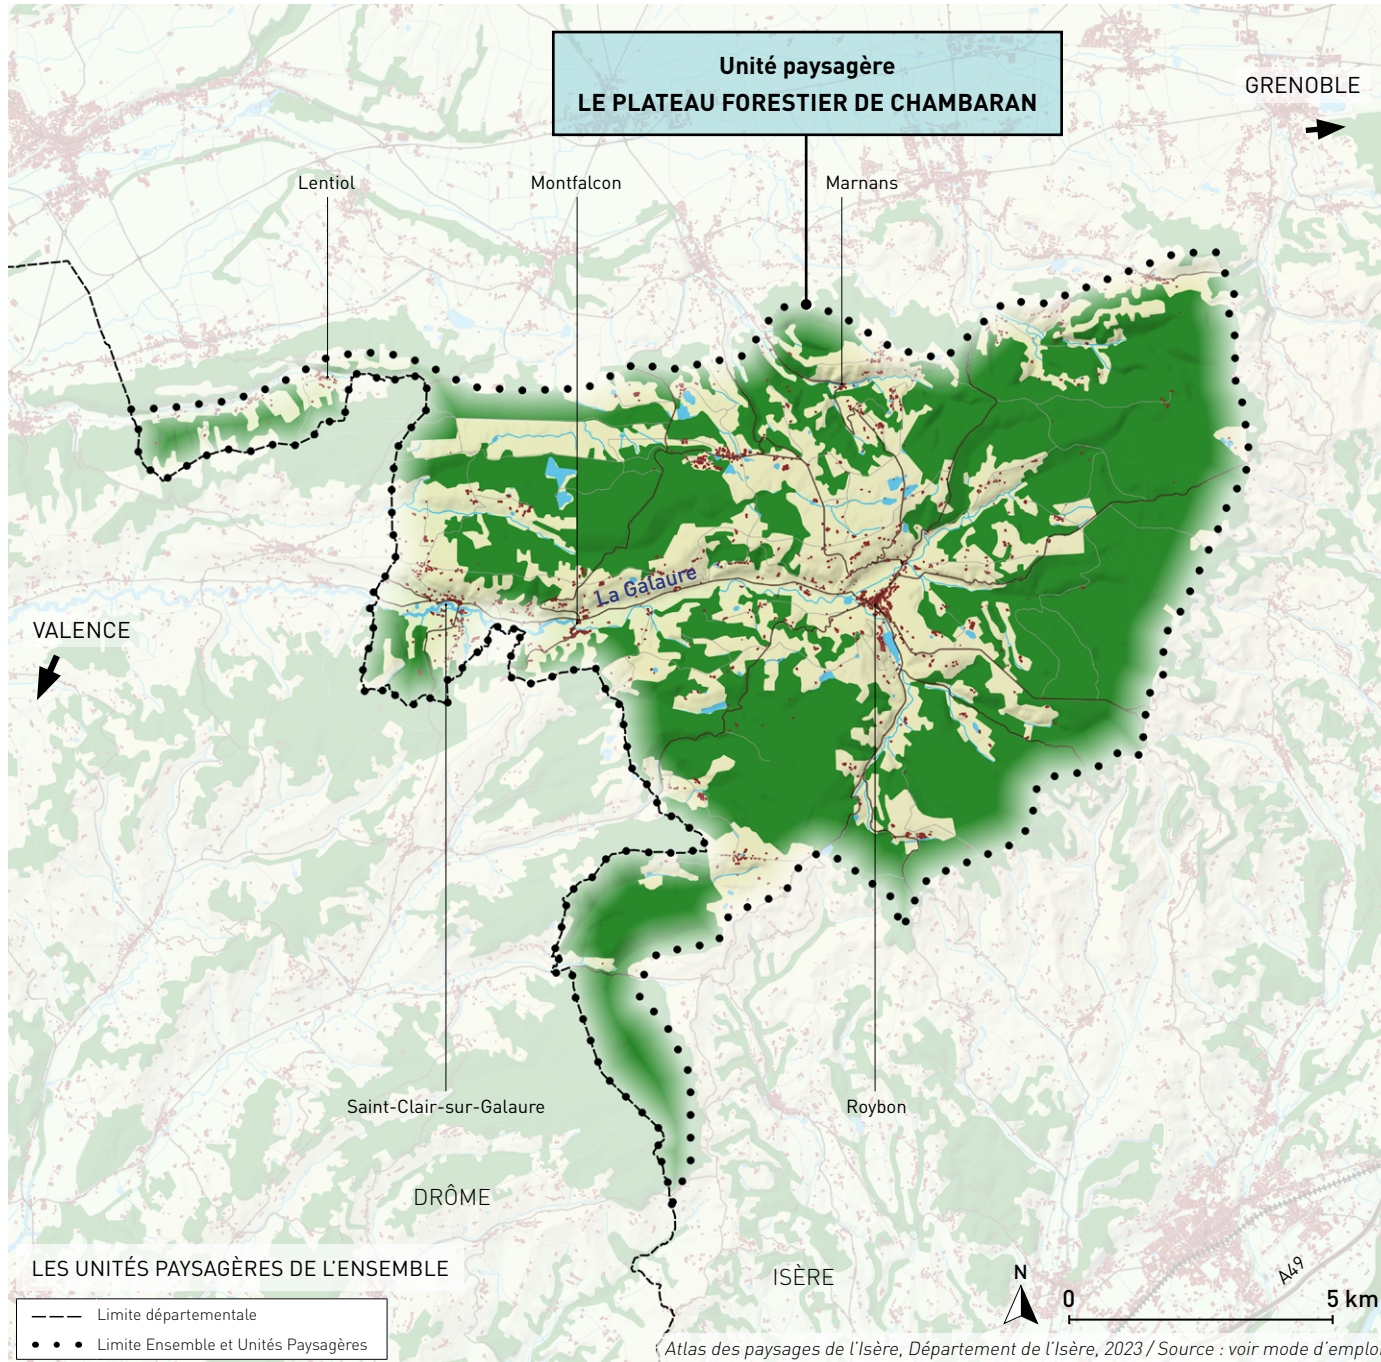 Unité paysagère
LE PLATEAU FORESTIER DE CHAMBARAN
GRENOBLE
Lentiol
Montfalcon
Marnans
La Galaure
VALENCE
Saint-Clair-sur-Galaure
Roybon
DRÔME
ISÈRE
A49
LES UNITÉS PAYSAGÈRES DE L'ENSEMBLE
Limite départementale
Limite Ensemble et Unités Paysagères
N
0
5 km
Atlas des paysages de l'Isère, Département de l'Isère, 2023 / Source : voir mode d'emploi